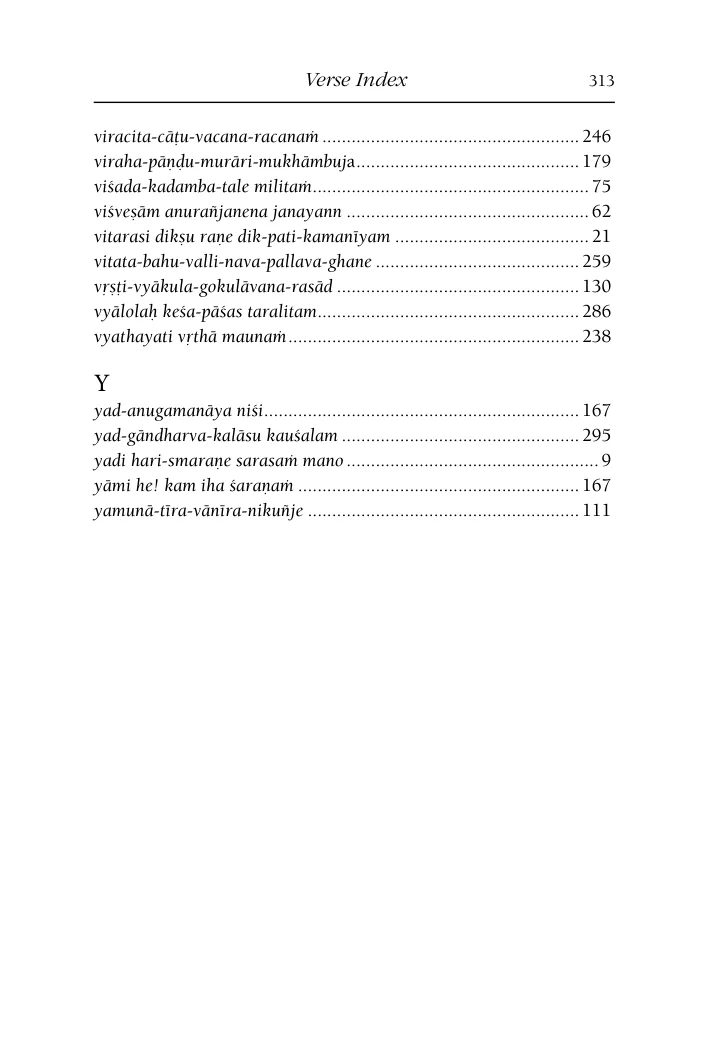 Verse Index 313
viracita-cāṭu-vacana-racanaṁ ..................................................... 246
viraha-pāṇḍu-murāri-mukhāmbuja.............................................. 179
viśada-kadamba-tale militaṁ......................................................... 75
viśveṣām anurañjanena janayann .................................................. 62
vitarasi dikṣu raṇe dik-pati-kamanīyam ........................................ 21
vitata-bahu-valli-nava-pallava-ghane .......................................... 259
vṛṣṭi-vyākula-gokulāvana-rasād .................................................. 130
vyālolaḥ keśa-pāśas taralitam...................................................... 286
vyathayati vṛthā maunaṁ............................................................ 238
Y
yad-anugamanāya niśi................................................................. 167
yad-gāndharva-kalāsu kauśalam ................................................. 295
yadi hari-smaraṇe sarasaṁ mano .................................................... 9
yāmi he! kam iha śaraṇaṁ .......................................................... 167
yamunā-tīra-vānīra-nikuñje ........................................................ 111